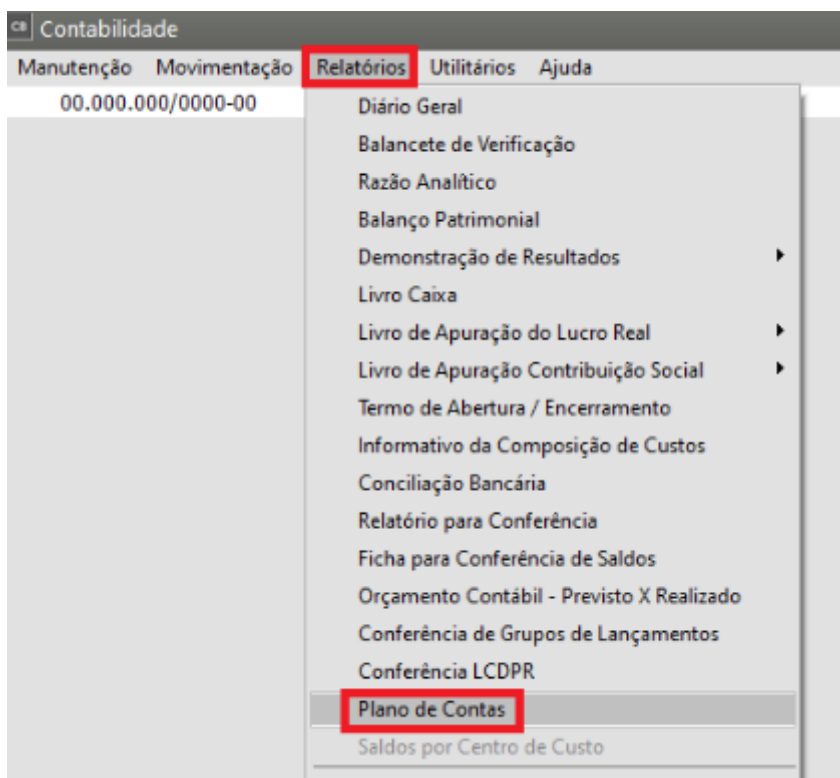 CB Contabilidade
Manutenção Movimentação Relatórios Utilitários Ajuda
00.000.000/0000-00
Diário Geral
Balancete de Verificação
Razão Analítico
Balanço Patrimonial
Demonstração de Resultados
Livro Caixa
Livro de Apuração do Lucro Real
Livro de Apuração Contribuição Social
Termo de Abertura / Encerramento
Informativo da Composição de Custos
Conciliação Bancária
Relatório para Conferência
Ficha para Conferência de Saldos
Orçamento Contábil - Previsto X Realizado
Conferência de Grupos de Lançamentos
Conferência LCDPR
Plano de Contas
Saldos por Centro de Custo